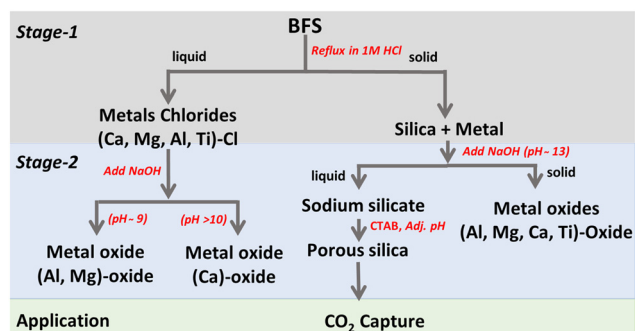 Stage-1
BFS
Reflux in 1M HCl
liquid
solid
Metals Chlorides
(Ca, Mg, Al, Ti)-Cl
Silica + Metal
Stage-2
Add NaOH
Add NaOH (pH~ 13)
liquid
solid
(pH~ 9)
(pH >10)
Sodium silicate
CTAB, Adj. pH
Porous silica
Metal oxides
(Al, Mg, Ca, Ti)-Oxide
Metal oxide
(Al, Mg)-oxide
Metal oxide
(Ca)-oxide
Application
CO₂ Capture